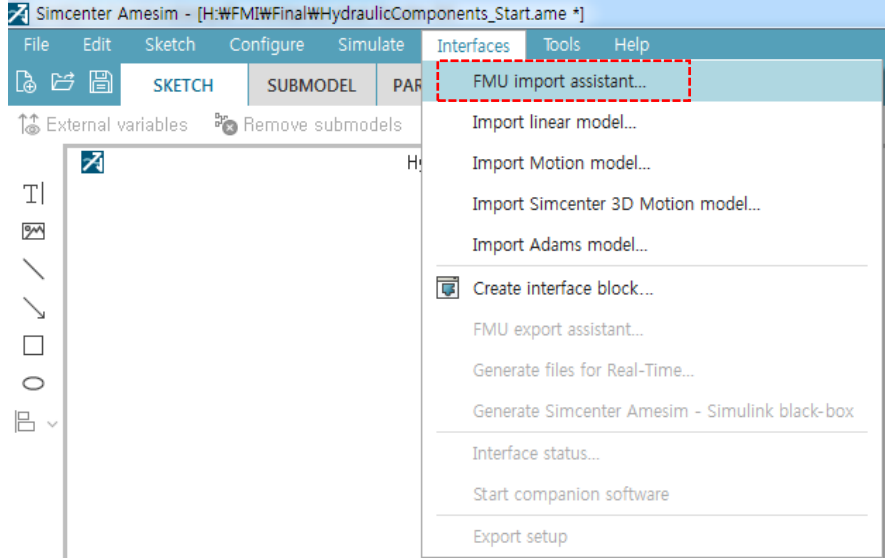 Simcenter Amesim - [H:₩FMI₩Final₩HydraulicComponents_Start.ame *]
File Edit Sketch Configure Simulate Interfaces Tools Help
SKETCH SUBMODEL PAR
External variables Remove submodels
Hy
T
FMU import assistant...
Import linear model...
Import Motion model...
Import Simcenter 3D Motion model...
Import Adams model...
Create interface block...
FMU export assistant...
Generate files for Real-Time...
Generate Simcenter Amesim - Simulink black-box
Interface status...
Start companion software
Export setup